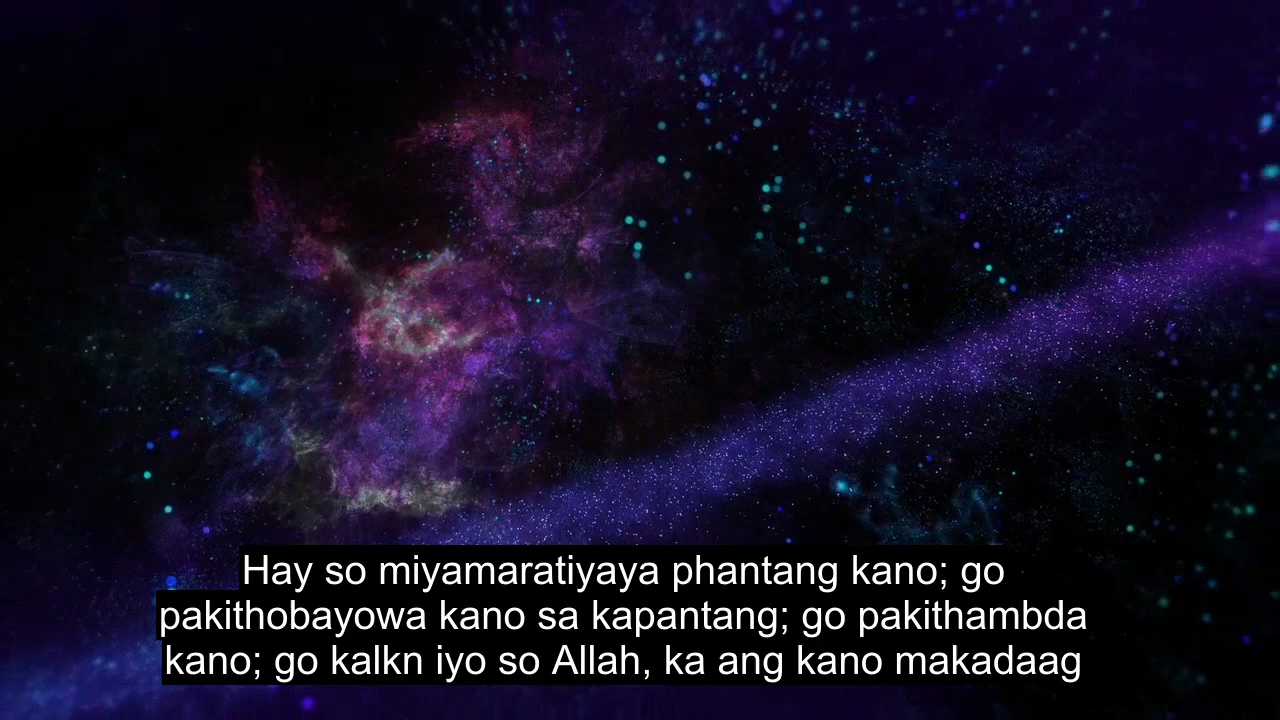 Hay so miyamaratiyaya phantang kano; go
pakithobayowa kano sa kapantang; go pakithambda
kano; go kalkn iyo so Allah, ka ang kano makadaag